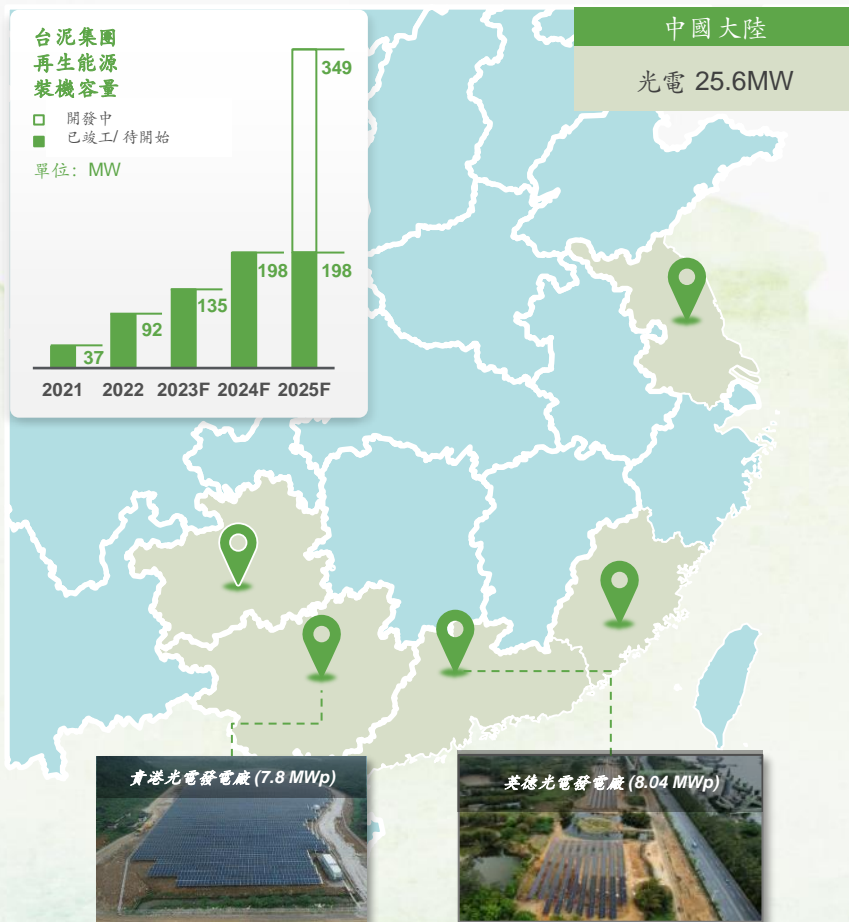 台泥集團
再生能源
裝機容量
開發中
已竣工/ 待開始
單位: MW
349
198
198
135
92
37
2021 2022 2023F 2024F 2025F
中國大陸
光電 25.6MW
貴港光電發電廠 (7.8 MWp)
英德光電發電廠 (8.04 MWp)